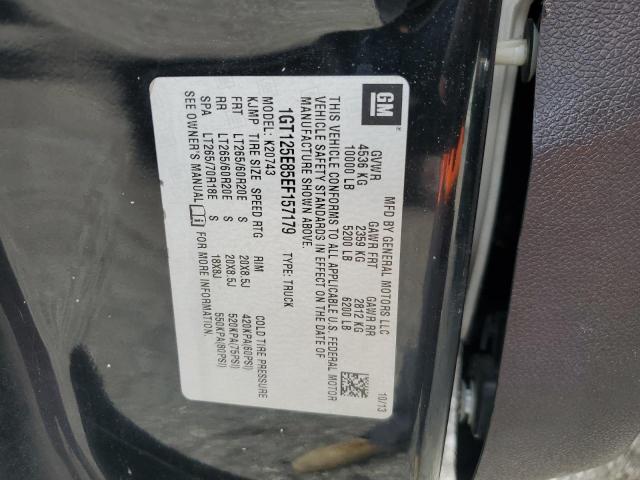 GM ®
MFD BY GENERAL MOTORS LLC 10/13
GVWR GAWR FRT GAWR RR
4536 KG 2359 KG 2812 KG
10000 LB 5200 LB 6200 LB
THIS VEHICLE CONFORMS TO ALL APPLICABLE U.S. FEDERAL MOTOR
VEHICLE SAFETY STANDARDS IN EFFECT ON THE DATE OF
MANUFACTURE SHOWN ABOVE.
1GT125E85EF157179 TYPE: TRUCK
MODEL: K20743
KJMP TIRE SIZE SPEED RTG RIM COLD TIRE PRESSURE
FRT LT265/60R20E S 20X8.5J 420KPA(60PSI)
RR LT265/60R20E S 20X8.5J 520KPA(75PSI)
SPA LT265/70R18E S 18X8J 550KPA(80PSI)
SEE OWNER'S MANUAL FOR MORE INFORMATION.